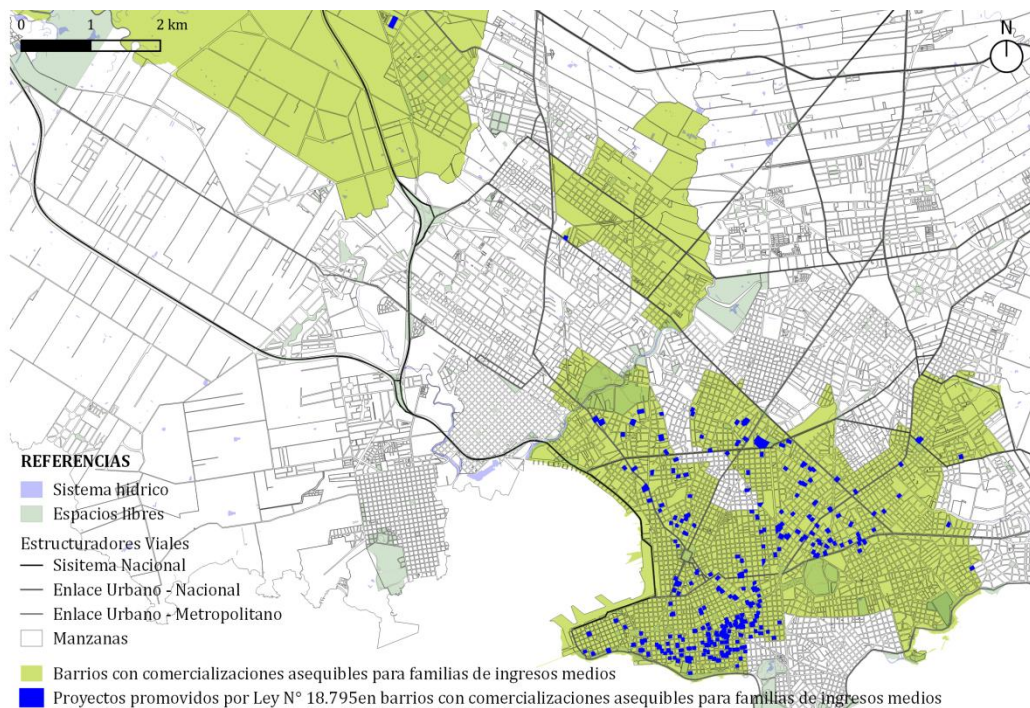 0 1 2 km
N
REFERENCIAS
Sistema hídrico
Espacios libres
Estructuradores Viales
Sisitema Nacional
Enlace Urbano - Nacional
Enlace Urbano - Metropolitano
Manzanas
Barrios con comercializaciones asequibles para familias de ingresos medios
Proyectos promovidos por Ley N° 18.795en barrios con comercializaciones asequibles para familias de ingresos medios